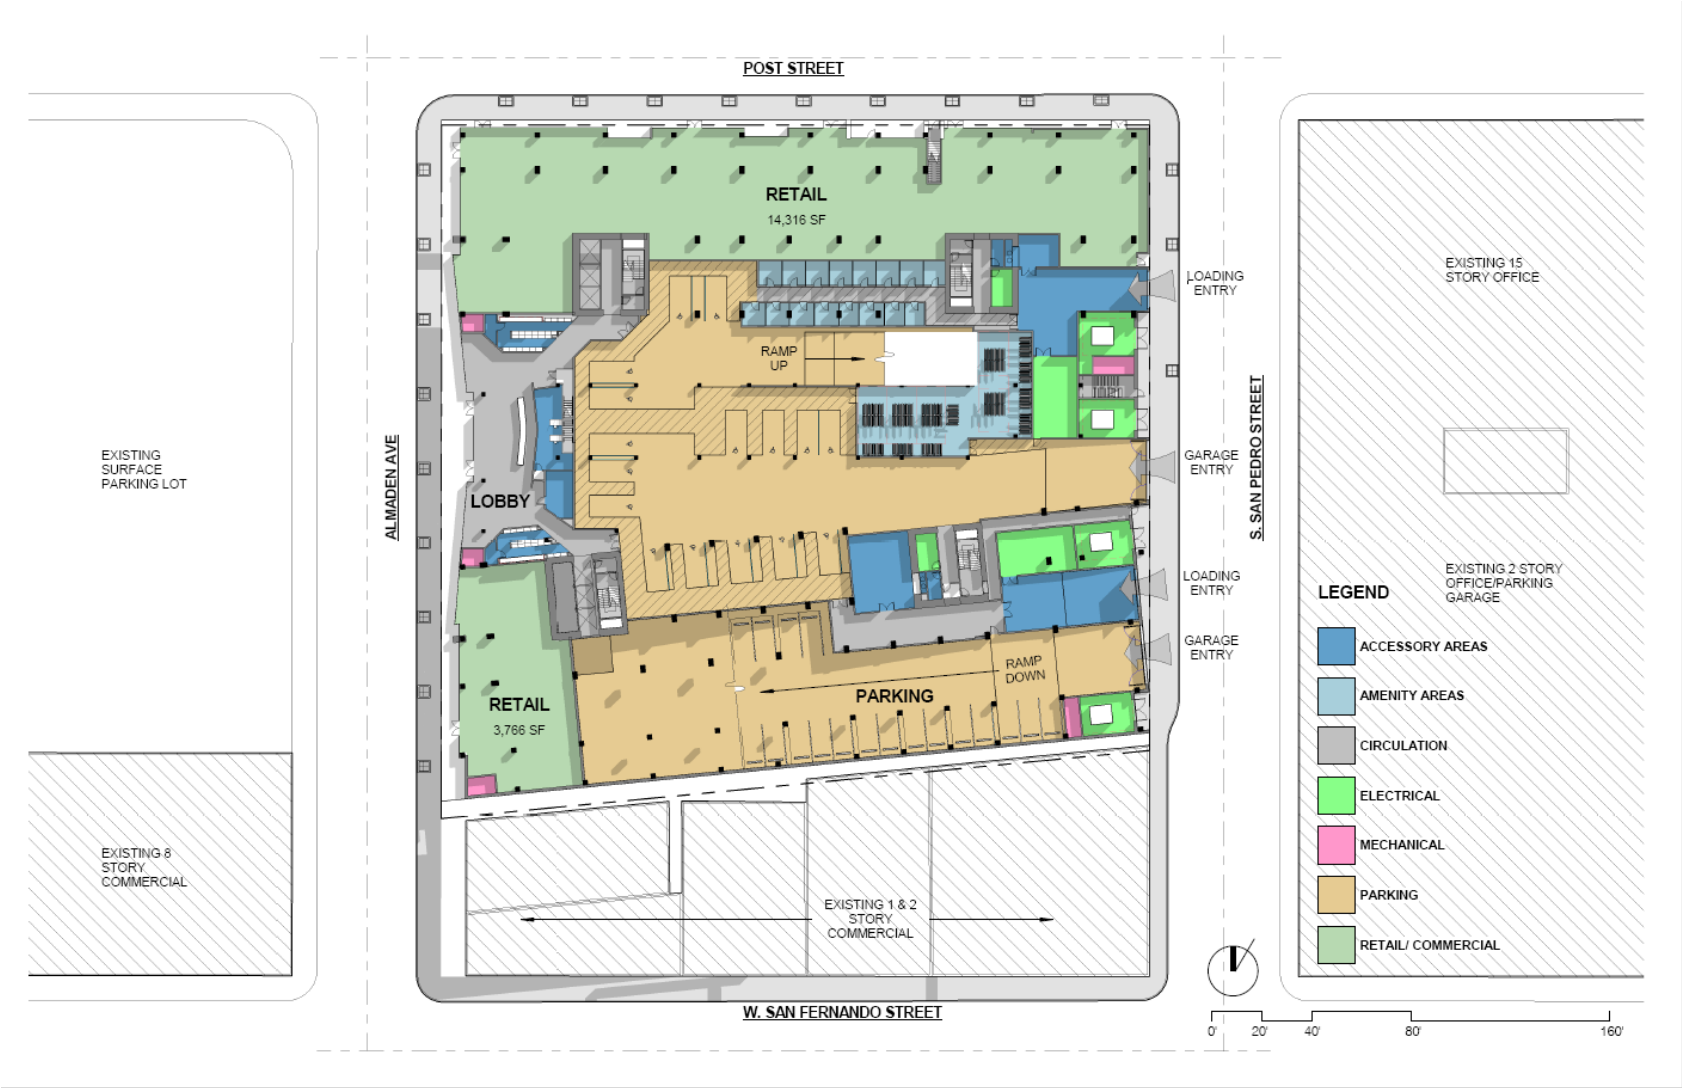 POST STREET
RETAIL
14,316 SF
LOADING
ENTRY
EXISTING 15
STORY OFFICE
RAMP
UP
ALMADEN AVE
S. SAN PEDRO STREET
EXISTING
SURFACE
PARKING LOT
GARAGE
ENTRY
LOBBY
LOADING
ENTRY
EXISTING 2 STORY
OFFICE/PARKING
GARAGE
GARAGE
ENTRY
RAMP
DOWN
PARKING
RETAIL
3,766 SF
LEGEND
ACCESSORY AREAS
AMENITY AREAS
CIRCULATION
ELECTRICAL
MECHANICAL
PARKING
RETAIL/ COMMERCIAL
EXISTING 8
STORY
COMMERCIAL
EXISTING 1 & 2
STORY
COMMERCIAL
W. SAN FERNANDO STREET
0' 20' 40' 80' 160'